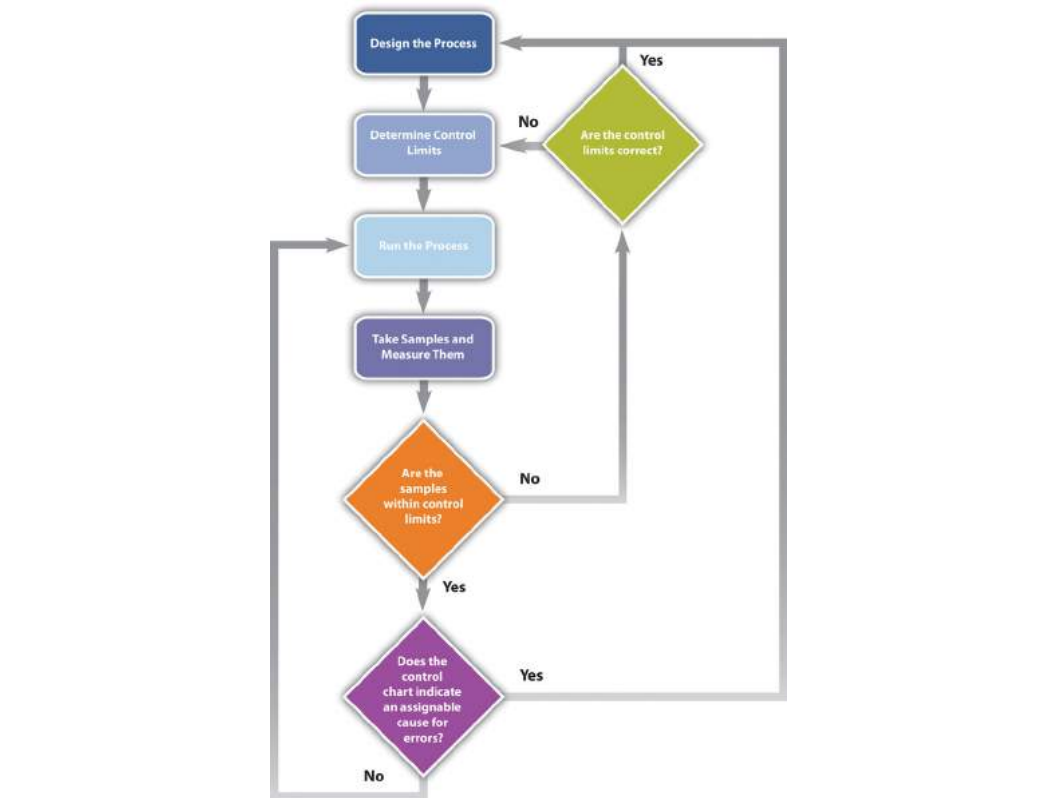 Design the Process
Yes
No
Determine Control
Limits
Are the control
limits correct?
Run the Process
Take Samples and
Measure Them
Are the
samples
within control
limits?
No
Yes
Does the
control
chart indicate
an assignable
cause for
errors?
Yes
No